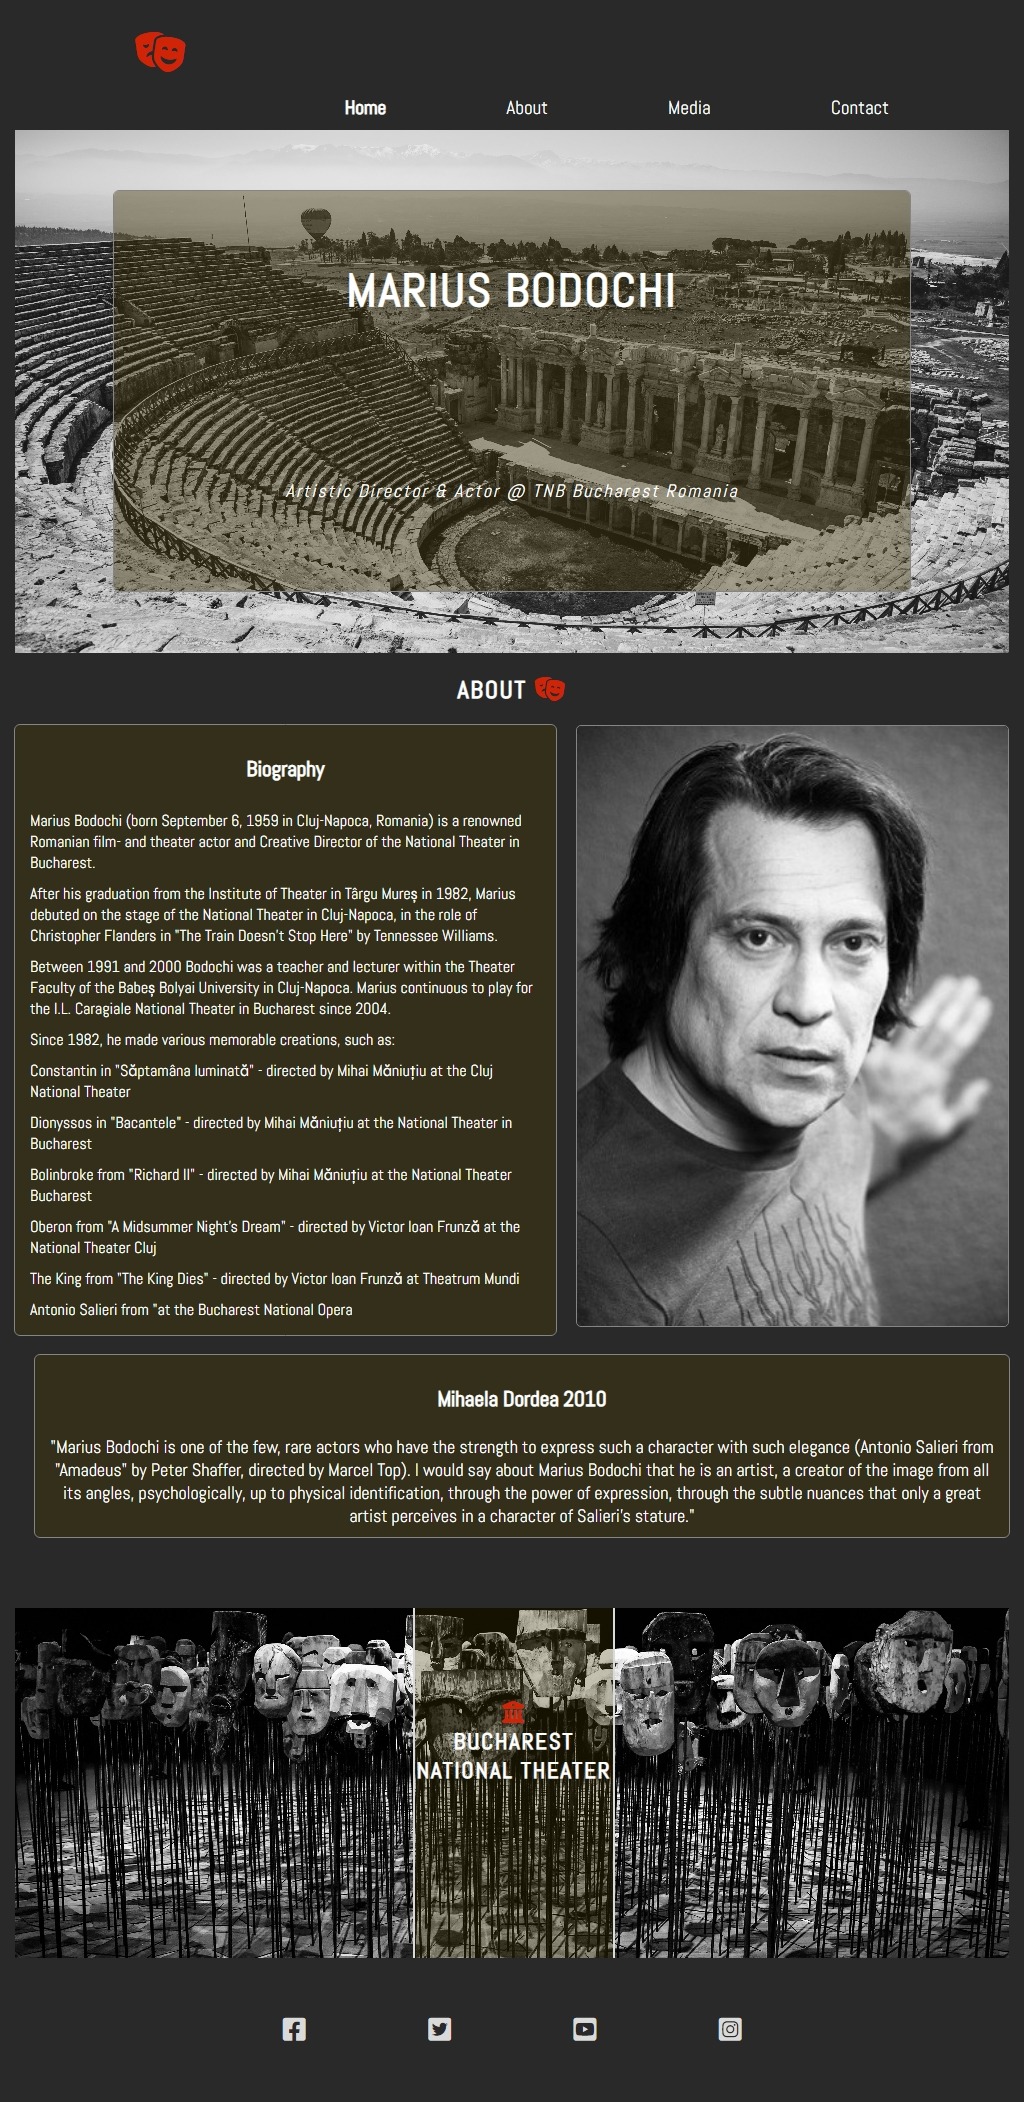 Home About Media Contact
MARIUS BODOCHI
Artistic Director & Actor @ TNB Bucharest Romania
ABOUT
Biography
Marius Bodochi (born September 6, 1959 in Cluj-Napoca, Romania) is a renowned
Romanian film- and theater actor and Creative Director of the National Theater in
Bucharest.
After his graduation from the Institute of Theater in Târgu Mureș in 1982, Marius
debuted on the stage of the National Theater in Cluj-Napoca, in the role of
Christopher Flanders in "The Train Doesn't Stop Here" by Tennessee Williams.
Between 1991 and 2000 Bodochi was a teacher and lecturer within the Theater
Faculty of the Babeș Bolyai University in Cluj-Napoca. Marius continuous to play for
the I.L. Caragiale National Theater in Bucharest since 2004.
Since 1982, he made various memorable creations, such as:
Constantin in "Săptamâna luminată" - directed by Mihai Măniuțiu at the Cluj
National Theater
Dionyssos in "Bacantele" - directed by Mihai Măniuțiu at the National Theater in
Bucharest
Bolinbroke from "Richard II" - directed by Mihai Măniuțiu at the National Theater
Bucharest
Oberon from "A Midsummer Night's Dream" - directed by Victor Ioan Frunză at the
National Theater Cluj
The King from "The King Dies" - directed by Victor Ioan Frunză at Theatrum Mundi
Antonio Salieri from "at the Bucharest National Opera
Mihaela Dordea 2010
"Marius Bodochi is one of the few, rare actors who have the strength to express such a character with such elegance (Antonio Salieri from
"Amadeus" by Peter Shaffer, directed by Marcel Top). I would say about Marius Bodochi that he is an artist, a creator of the image from all
its angles, psychologically, up to physical identification, through the power of expression, through the subtle nuances that only a great
artist perceives in a character of Salieri's stature."
BUCHAREST
NATIONAL THEATER